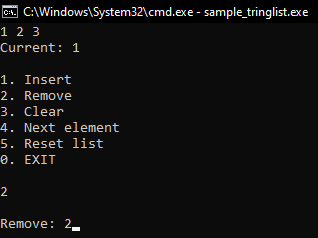 C:\Windows\System32\cmd.exe - sample_tringlist.exe
1 2 3
Current: 1
1. Insert
2. Remove
3. Clear
4. Next element
5. Reset list
0. EXIT
2
Remove: 2